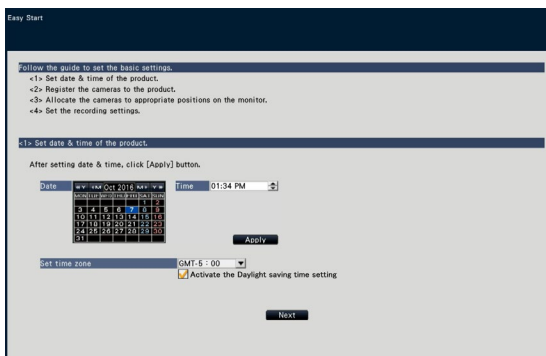 Easy Start
Follow the guide to set the basic settings.
<1> Set date & time of the product.
<2> Register the cameras to the product.
<3> Allocate the cameras to appropriate positions on the monitor.
<4> Set the recording settings.
<1> Set date & time of the product.
After setting date & time, click [Apply] button.
Date Oct 2016 Time 01:34 PM
MON TUE WED THU FRI SAT SUN
1 2
3 4 5 6 7 8 9
10 11 12 13 14 15 16
17 18 19 20 21 22 23
24 25 26 27 28 29 30
31
Apply
Set time zone GMT-5 : 00
Activate the Daylight saving time setting
Next